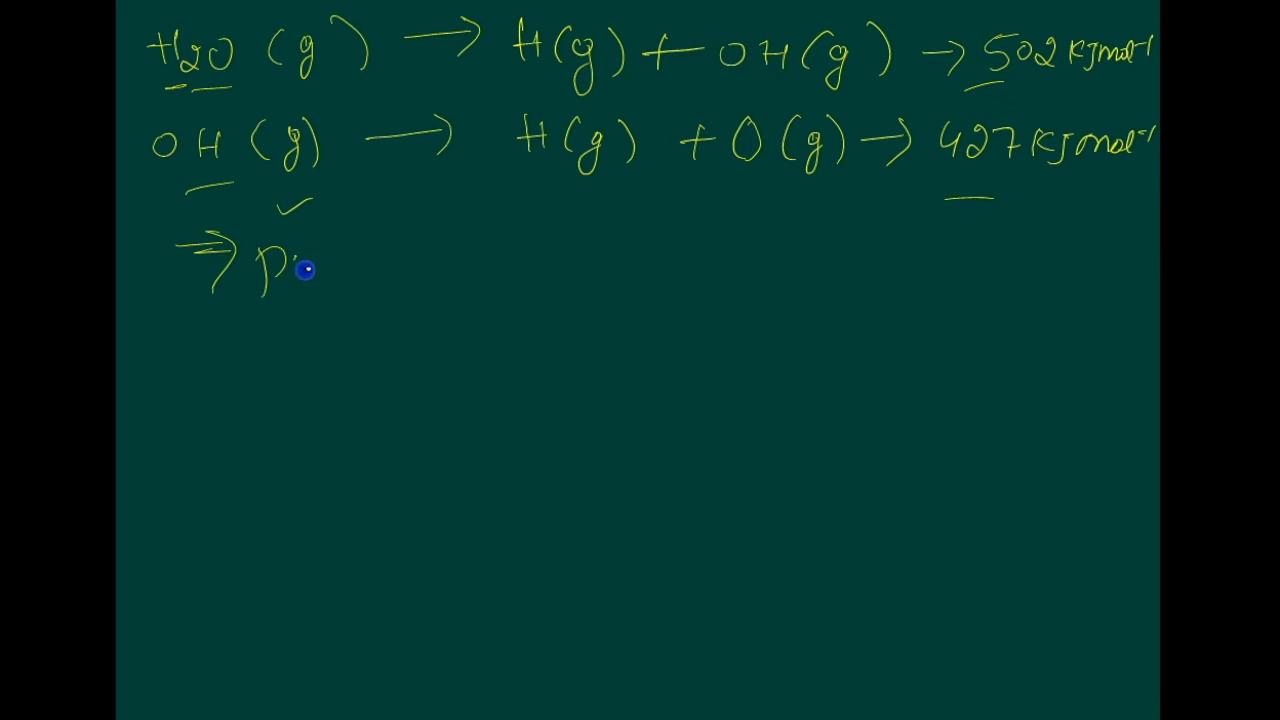 H2O (g) → H(g) + OH(g) → 502 KJmol-1
OH (g) → H(g) + O(g) → 427 KJmol-1
⇒ p